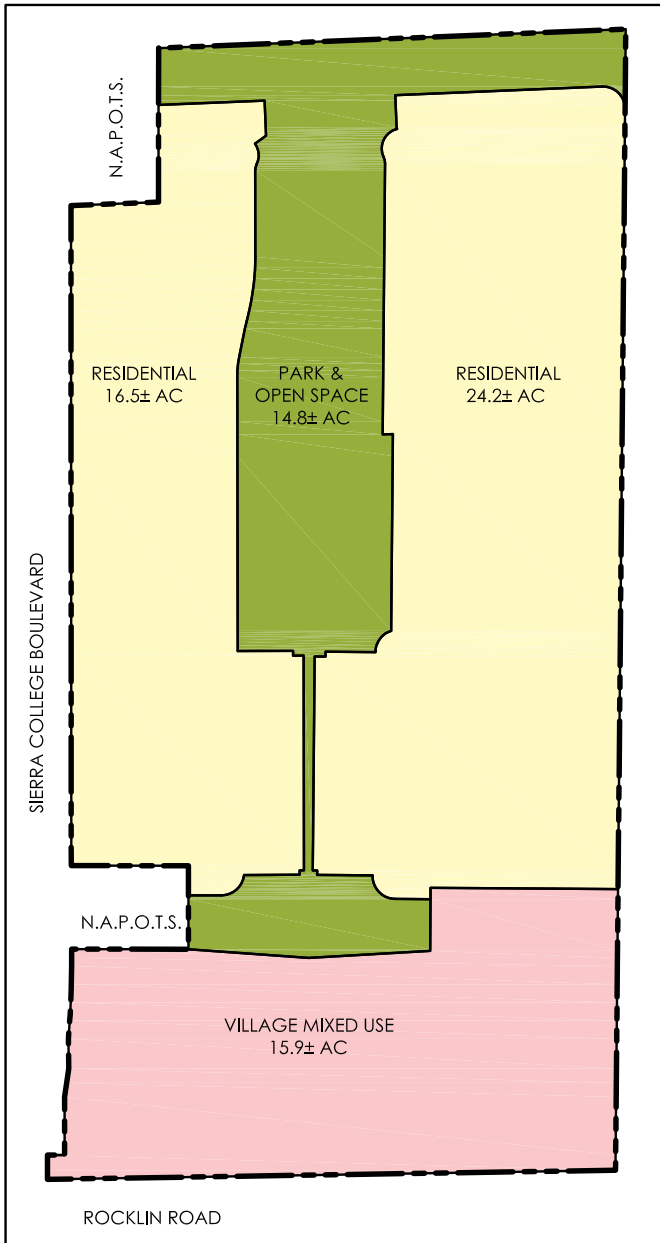 N.A.P.O.T.S.
RESIDENTIAL
16.5± AC
PARK &
OPEN SPACE
14.8± AC
RESIDENTIAL
24.2± AC
SIERRA COLLEGE BOULEVARD
N.A.P.O.T.S.
VILLAGE MIXED USE
15.9± AC
ROCKLIN ROAD